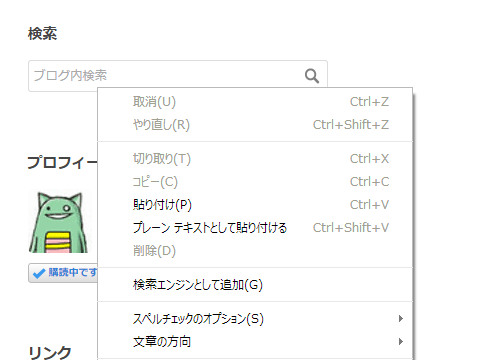 検索
ブログ内検索
取消(U) Ctrl+Z
やり直し(R) Ctrl+Shift+Z
プロフィー
切り取り(T) Ctrl+X
コピー(C) Ctrl+C
貼り付け(P) Ctrl+V
プレーン テキストとして貼り付ける Ctrl+Shift+V
削除(D)
購読中です
検索エンジンとして追加(G)
スペルチェックのオプション(S)
文章の方向
リンク